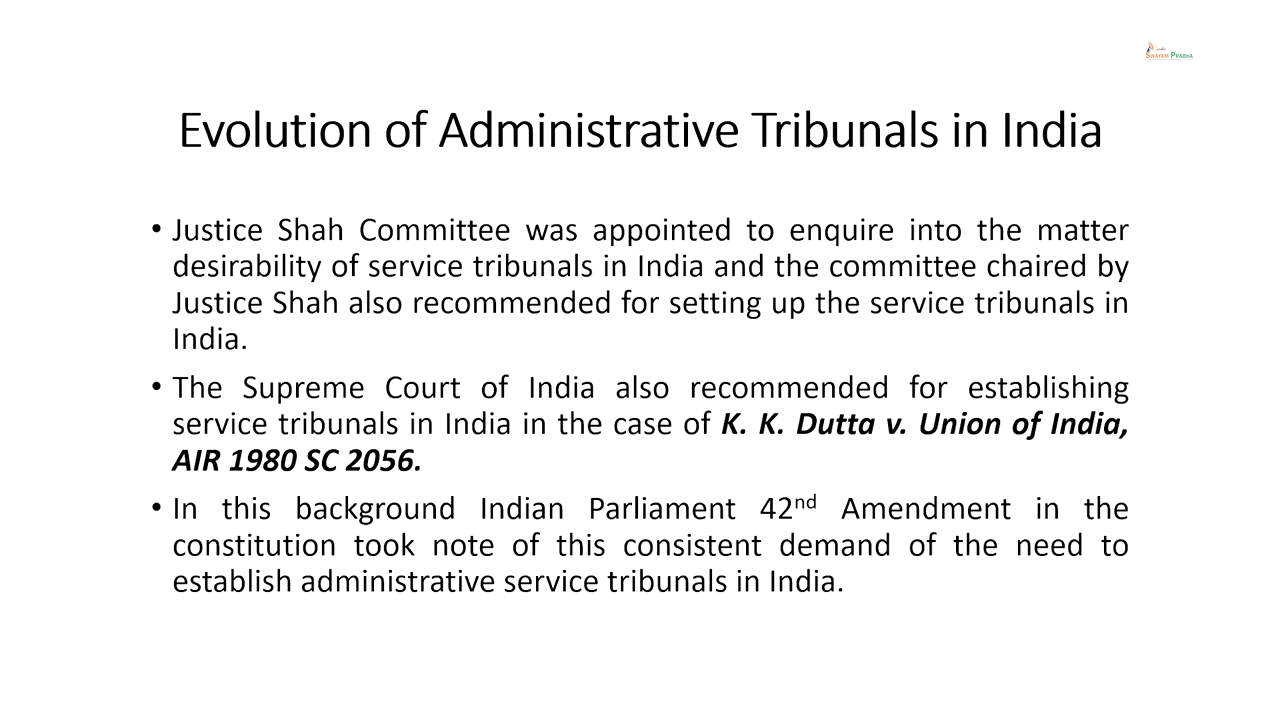 SWAYAM PRABHA
Evolution of Administrative Tribunals in India
• Justice Shah Committee was appointed to enquire into the matter
desirability of service tribunals in India and the committee chaired by
Justice Shah also recommended for setting up the service tribunals in
India.
• The Supreme Court of India also recommended for establishing
service tribunals in India in the case of K. K. Dutta v. Union of India,
AIR 1980 SC 2056.
• In this background Indian Parliament 42nd Amendment in the
constitution took note of this consistent demand of the need to
establish administrative service tribunals in India.